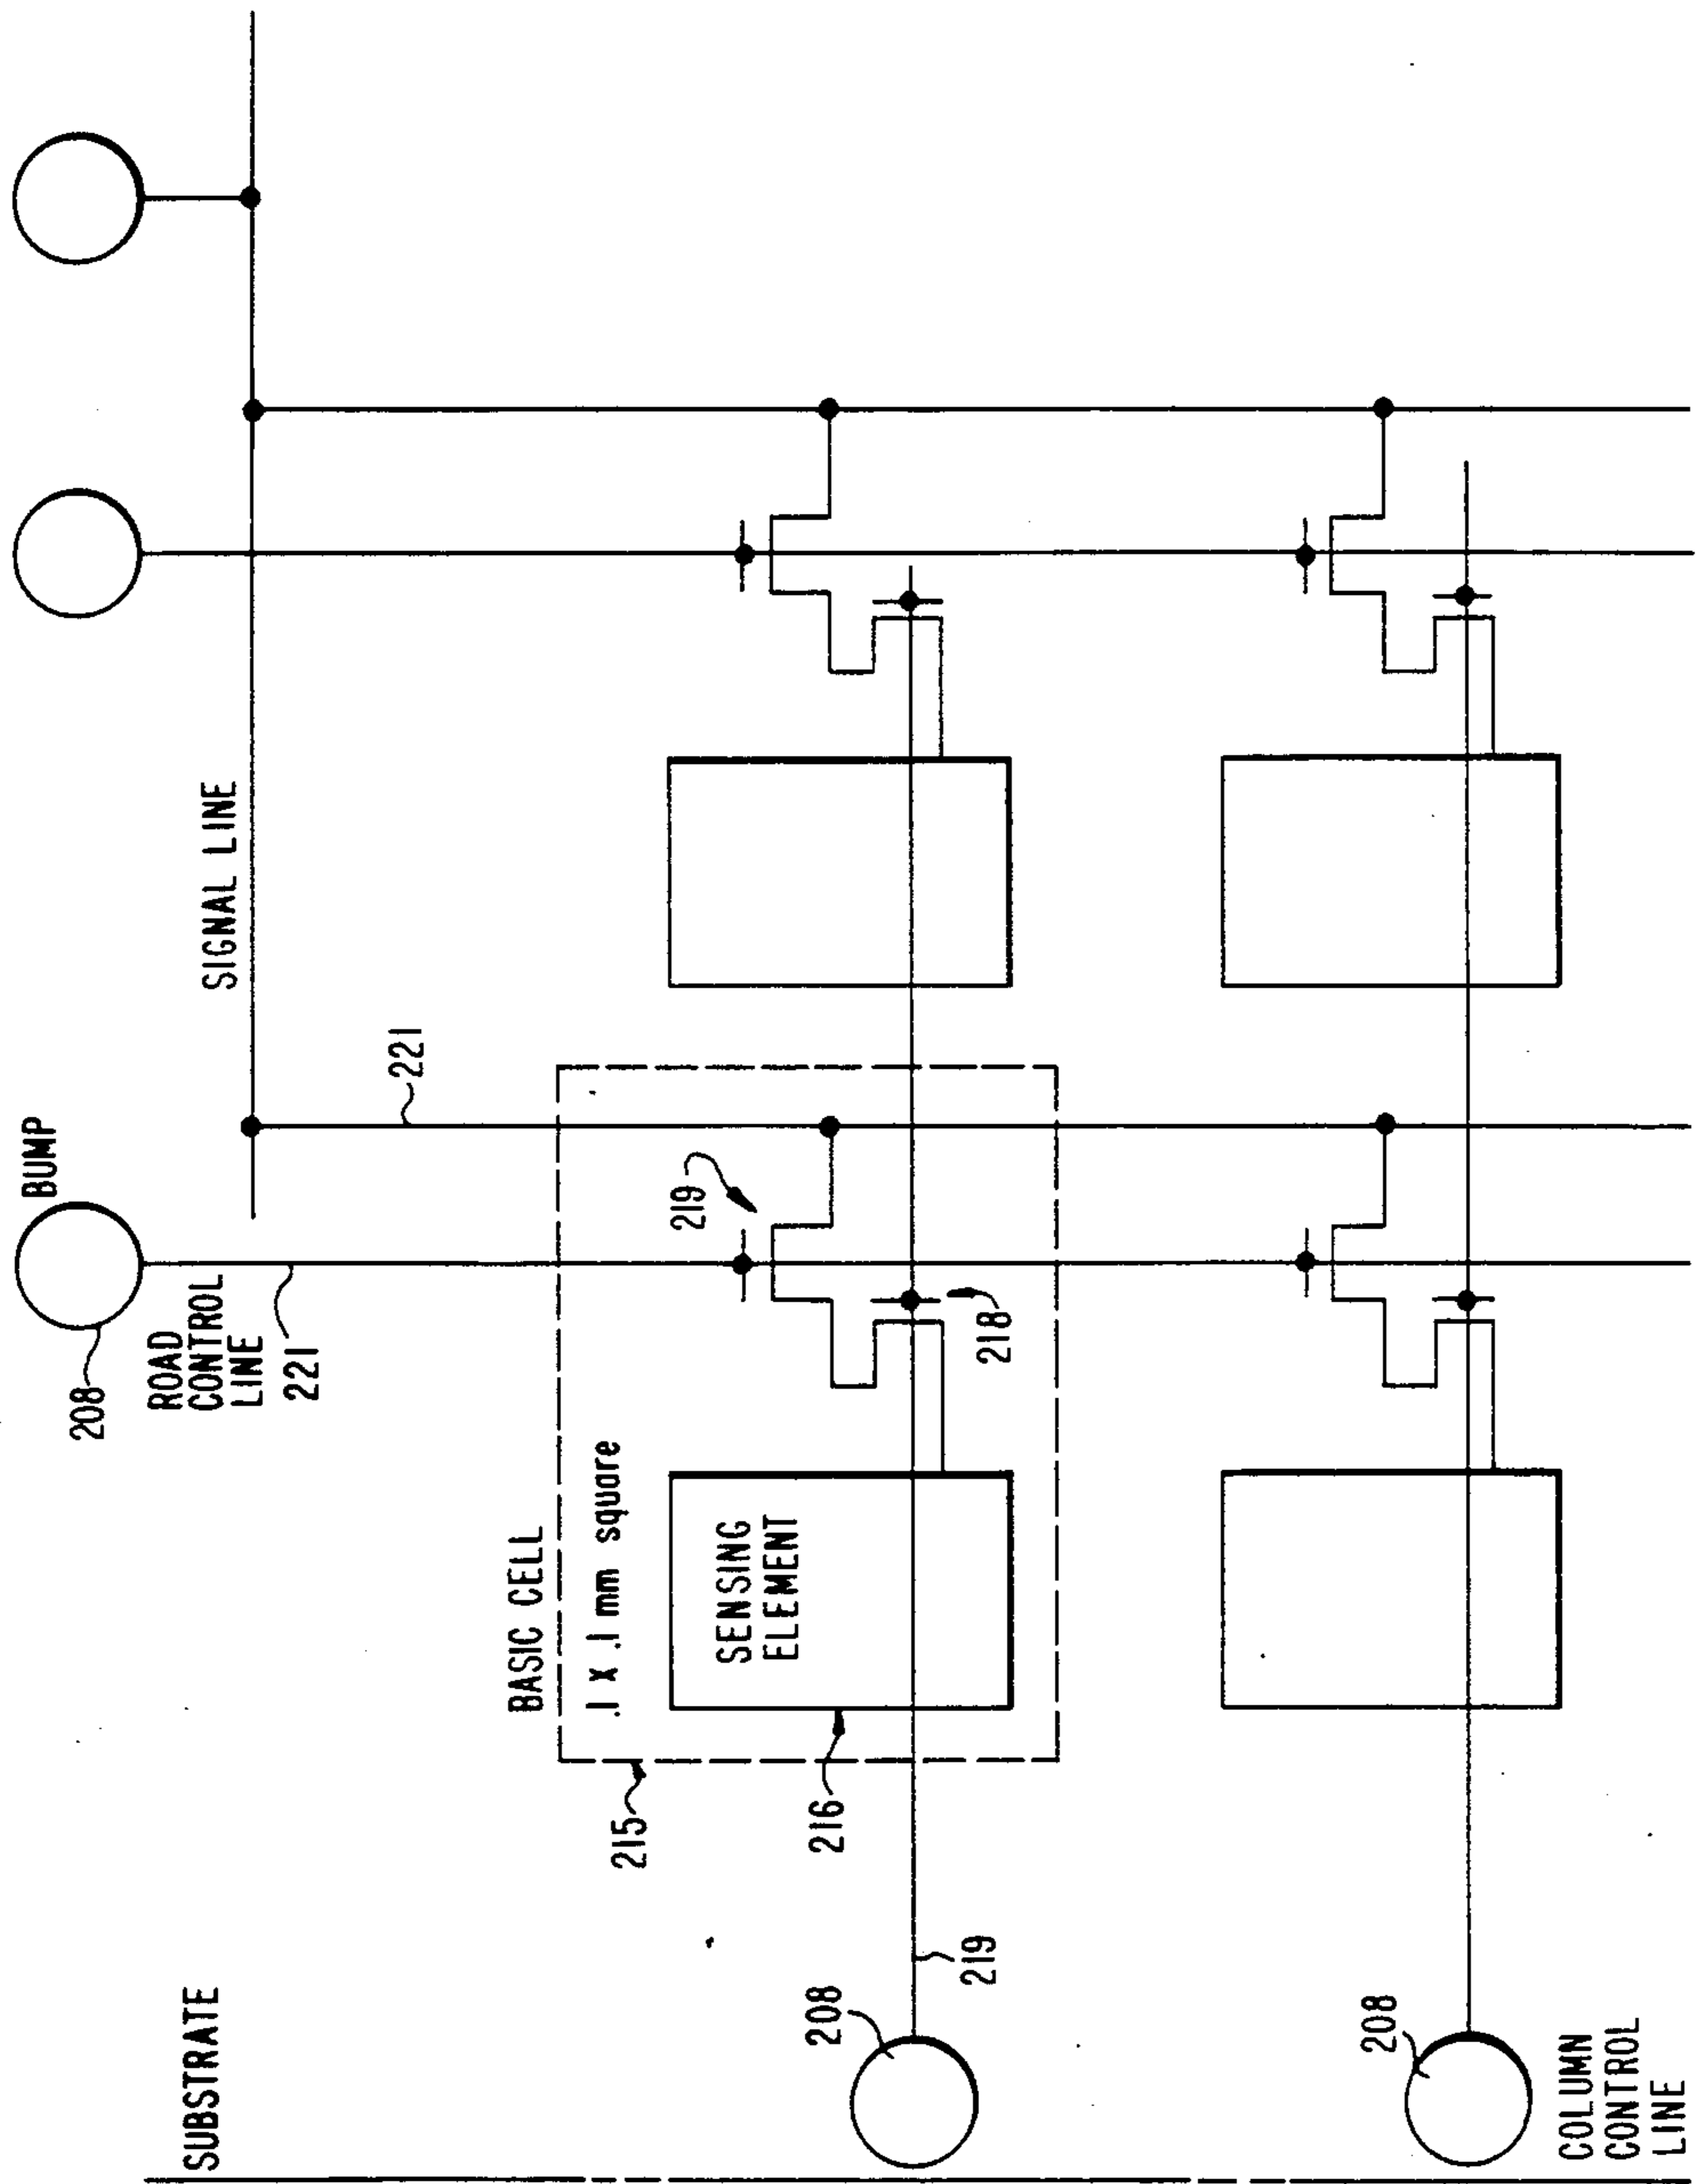 SUBSTRATE
BUMP
208
ROAD
CONTROL
LINE
221
SIGNAL LINE
221
BASIC CELL
.1 X .1 mm square
215
216
SENSING
ELEMENT
219
218
208
219
208
COLUMN
CONTROL
LINE